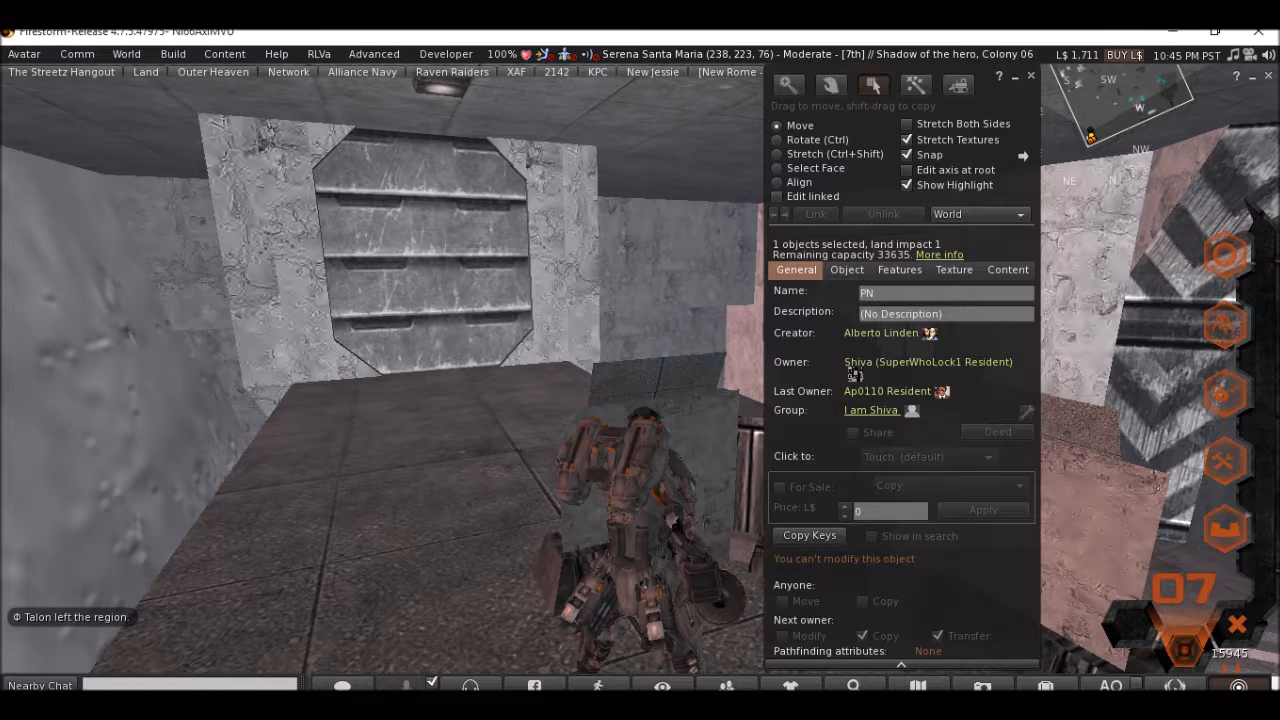 Firestorm-Release 4.7.5.47975- Ni66AxIMVU
Avatar Comm World Build Content Help RLVa Advanced Developer 100% Serena Santa Maria (238, 223, 76) - Moderate - [7th] // Shadow of the hero, Colony 06 L$ 1,711 BUY L$ 10:45 PM PST
The Streetz Hangout Land Outer Heaven Network Alliance Navy Raven Raiders XAF 2142 KPC New Jessie [New Rome -
? _ ×
Drag to move, shift-drag to copy
Move Stretch Both Sides
Rotate (Ctrl) Stretch Textures
Stretch (Ctrl+Shift) Snap
Select Face Edit axis at root
Align Show Highlight
Edit linked
Link Unlink World
1 objects selected, land impact 1
Remaining capacity 33635. More info
General Object Features Texture Content
Name: PN
Description: (No Description)
Creator: Alberto Linden
Owner: Shiva (SuperWhoLock1 Resident)
Last Owner: Ap0110 Resident
Group: I am Shiva
Share Deed
Click to: Touch (default)
For Sale: Copy
Price: L$ 0 Apply
Copy Keys Show in search
You can't modify this object
Anyone:
Move Copy
Next owner:
Modify Copy Transfer
Pathfinding attributes: None
S SW W NW N NE
07
15945
Talon left the region.
Nearby Chat
AO